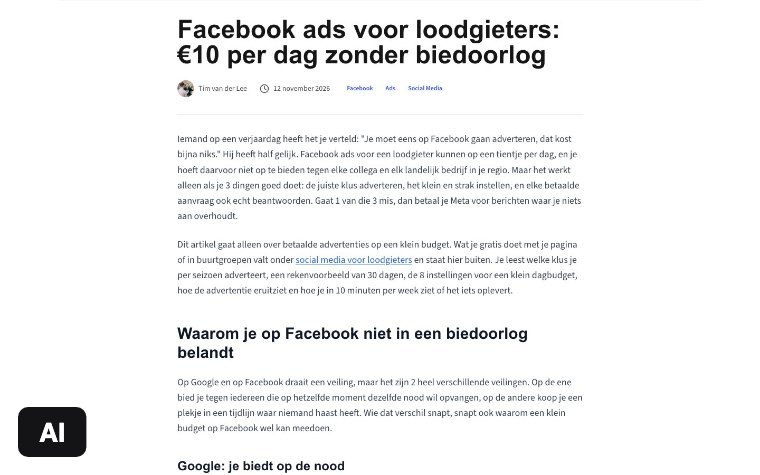 Facebook ads voor loodgieters:
€10 per dag zonder biedoorlog
Tim van der Lee 12 november 2026 Facebook Ads Social Media
Iemand op een verjaardag heeft het je verteld: "Je moet eens op Facebook gaan adverteren, dat kost
bijna niks." Hij heeft half gelijk. Facebook ads voor een loodgieter kunnen op een tientje per dag, en je
hoeft daarvoor niet op te bieden tegen elke collega en elk landelijk bedrijf in je regio. Maar het werkt
alleen als je 3 dingen goed doet: de juiste klus adverteren, het klein en strak instellen, en elke betaalde
aanvraag ook echt beantwoorden. Gaat 1 van die 3 mis, dan betaal je Meta voor berichten waar je niets
aan overhoudt.
Dit artikel gaat alleen over betaalde advertenties op een klein budget. Wat je gratis doet met je pagina
of in buurtgroepen valt onder social media voor loodgieters en staat hier buiten. Je leest welke klus je
per seizoen adverteert, een rekenvoorbeeld van 30 dagen, de 8 instellingen voor een klein dagbudget,
hoe de advertentie eruitziet en hoe je in 10 minuten per week ziet of het iets oplevert.
Waarom je op Facebook niet in een biedoorlog
belandt
Op Google en op Facebook draait een veiling, maar het zijn 2 heel verschillende veilingen. Op de ene
bied je tegen iedereen die op hetzelfde moment dezelfde nood wil opvangen, op de andere koop je een
plekje in een tijdlijn waar niemand haast heeft. Wie dat verschil snapt, snapt ook waarom een klein
budget op Facebook wel kan meedoen.
Google: je biedt op de nood
AI